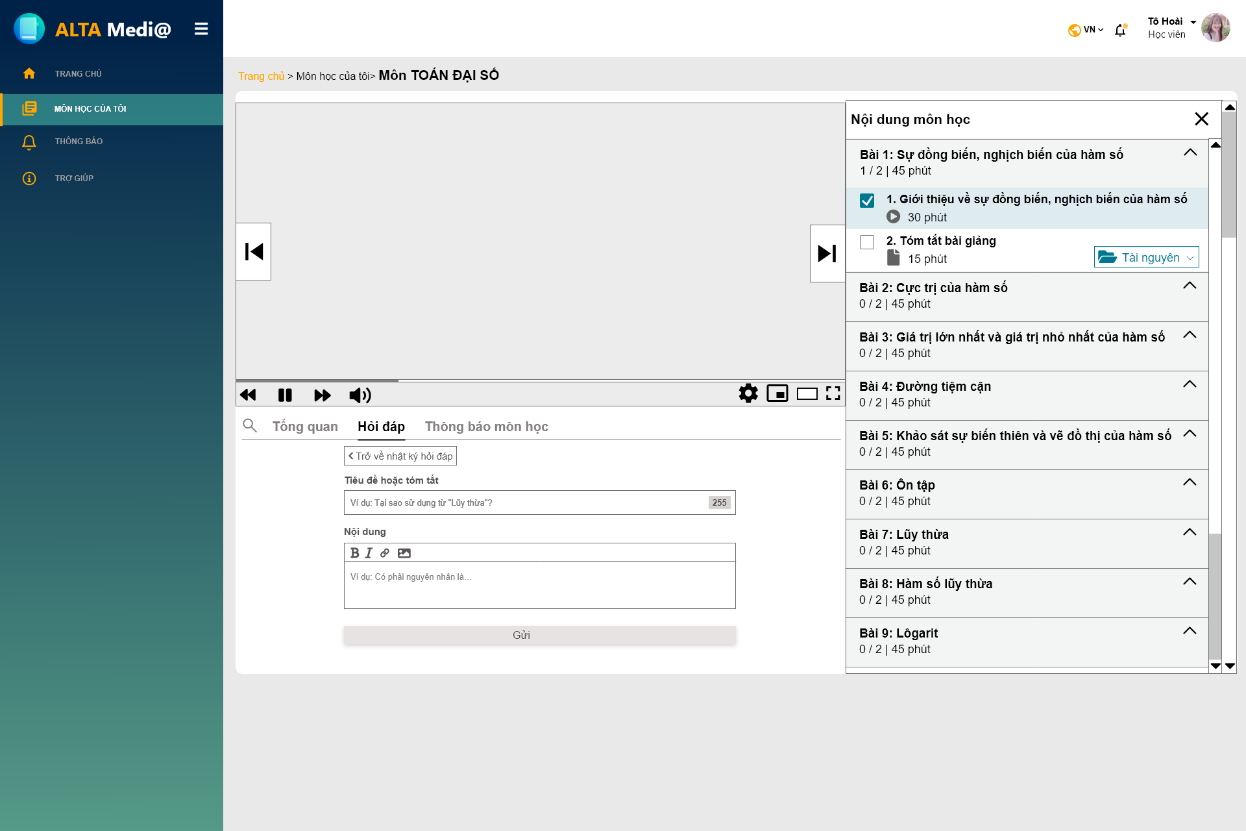 ALTA Medi@
VN
Tô Hoài
Học viên
TRANG CHỦ
MÔN HỌC CỦA TÔI
THÔNG BÁO
TRỢ GIÚP
Trang chủ > Môn học của tôi> Môn TOÁN ĐẠI SỐ
Tổng quan
Hỏi đáp
Thông báo môn học
Trở về nhật ký hỏi đáp
Tiêu đề hoặc tóm tắt
Ví dụ: Tại sao sử dụng từ "Lũy thừa"?
255
Nội dung
B I
Ví dụ: Có phải nguyên nhân là...
Gửi
Nội dung môn học
Bài 1: Sự đồng biến, nghịch biến của hàm số
1 / 2 | 45 phút
1. Giới thiệu về sự đồng biến, nghịch biến của hàm số
30 phút
2. Tóm tắt bài giảng
15 phút
Tài nguyên
Bài 2: Cực trị của hàm số
0 / 2 | 45 phút
Bài 3: Giá trị lớn nhất và giá trị nhỏ nhất của hàm số
0 / 2 | 45 phút
Bài 4: Đường tiệm cận
0 / 2 | 45 phút
Bài 5: Khảo sát sự biến thiên và vẽ đồ thị của hàm số
0 / 2 | 45 phút
Bài 6: Ôn tập
0 / 2 | 45 phút
Bài 7: Lũy thừa
0 / 2 | 45 phút
Bài 8: Hàm số lũy thừa
0 / 2 | 45 phút
Bài 9: Lôgarit
0 / 2 | 45 phút